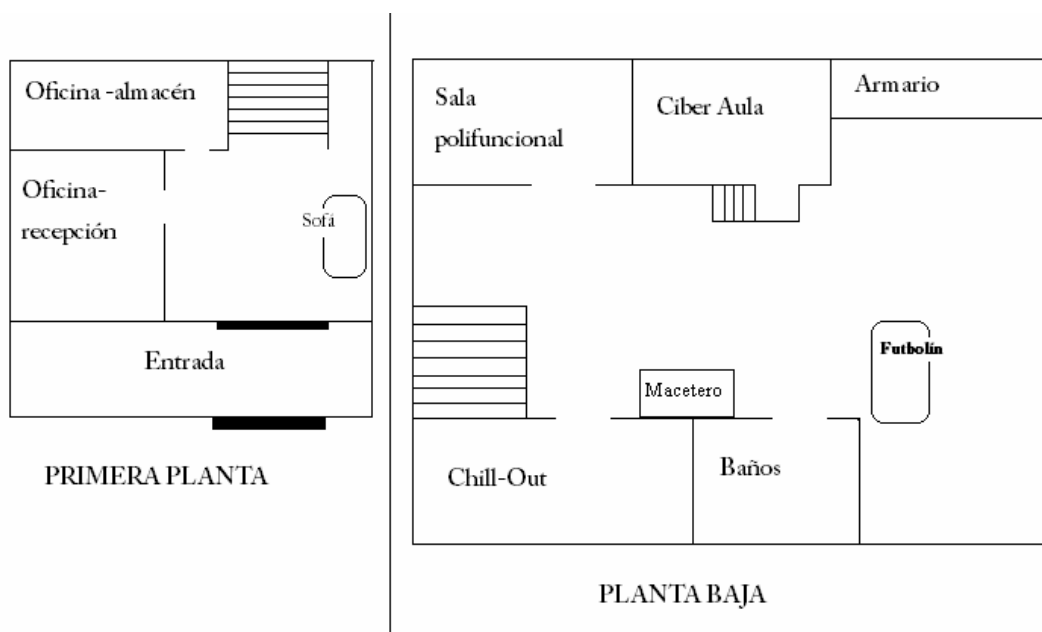 Oficina -almacén
Oficina-
recepción
Sofá
Entrada
PRIMERA PLANTA
Sala
polifuncional
Ciber Aula
Armario
Futbolín
Macetero
Chill-Out
Baños
PLANTA BAJA